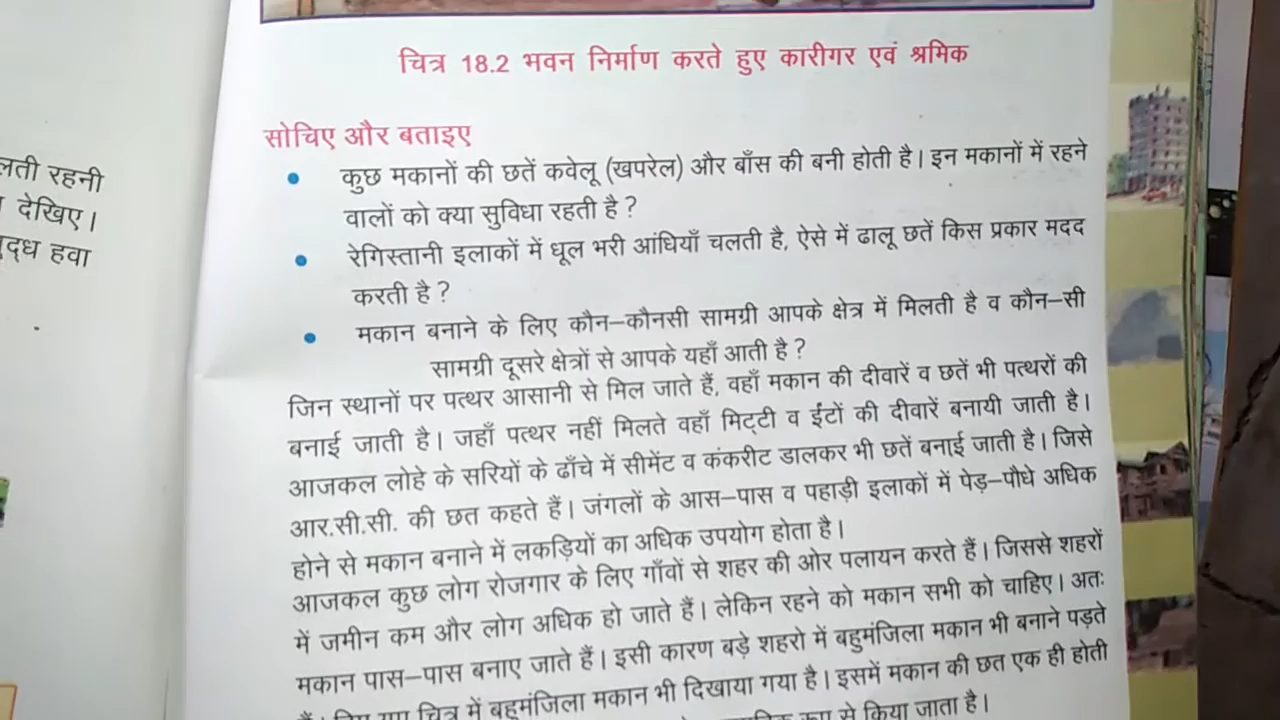 लती रहनी
देखिए।
द्ध हवा
चित्र 18.2 भवन निर्माण करते हुए कारीगर एवं श्रमिक
सोचिए और बताइए
• कुछ मकानों की छतें कवेलू (खपरेल) और बाँस की बनी होती है। इन मकानों में रहने
वालों को क्या सुविधा रहती है ?
• रेगिस्तानी इलाकों में धूल भरी आंधियाँ चलती है, ऐसे में ढालू छतें किस प्रकार मदद
करती है ?
• मकान बनाने के लिए कौन–कौनसी सामग्री आपके क्षेत्र में मिलती है व कौन–सी
सामग्री दूसरे क्षेत्रों से आपके यहाँ आती है ?
जिन स्थानों पर पत्थर आसानी से मिल जाते हैं, वहाँ मकान की दीवारें व छतें भी पत्थरों की
बनाई जाती है। जहाँ पत्थर नहीं मिलते वहाँ मिट्टी व ईंटों की दीवारें बनायी जाती है।
आजकल लोहे के सरियों के ढाँचे में सीमेंट व कंकरीट डालकर भी छतें बनाई जाती है। जिसे
आर.सी.सी. की छत कहते हैं। जंगलों के आस–पास व पहाड़ी इलाकों में पेड़–पौधे अधिक
होने से मकान बनाने में लकड़ियों का अधिक उपयोग होता है।
आजकल कुछ लोग रोजगार के लिए गाँवों से शहर की ओर पलायन करते हैं। जिससे शहरों
में जमीन कम और लोग अधिक हो जाते हैं। लेकिन रहने को मकान सभी को चाहिए। अतः
मकान पास–पास बनाए जाते हैं। इसी कारण बड़े शहरो में बहुमंजिला मकान भी बनाने पड़ते
चित्र में बहुमंजिला मकान भी दिखाया गया है। इसमें मकान की छत एक ही होती
से किया जाता है।